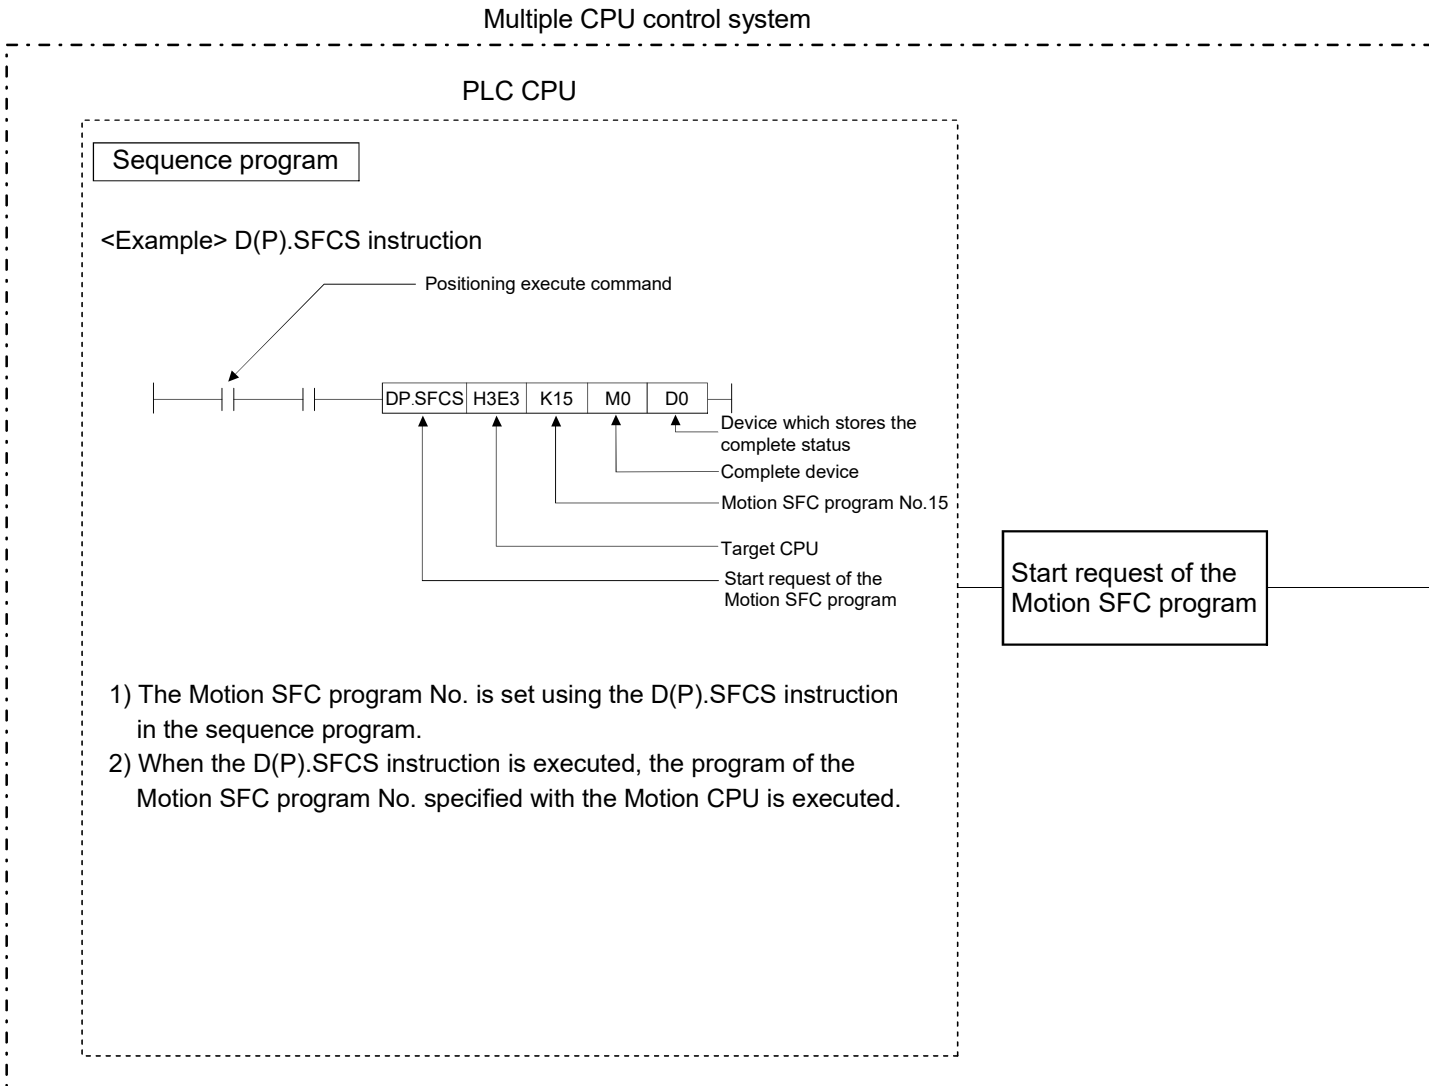 Multiple CPU control system
PLC CPU
Sequence program
<Example> D(P).SFCS instruction
Positioning execute command
DP.SFCS H3E3 K15 M0 D0
Device which stores the
complete status
Complete device
Motion SFC program No.15
Target CPU
Start request of the
Motion SFC program
Start request of the
Motion SFC program
1) The Motion SFC program No. is set using the D(P).SFCS instruction
in the sequence program.
2) When the D(P).SFCS instruction is executed, the program of the
Motion SFC program No. specified with the Motion CPU is executed.